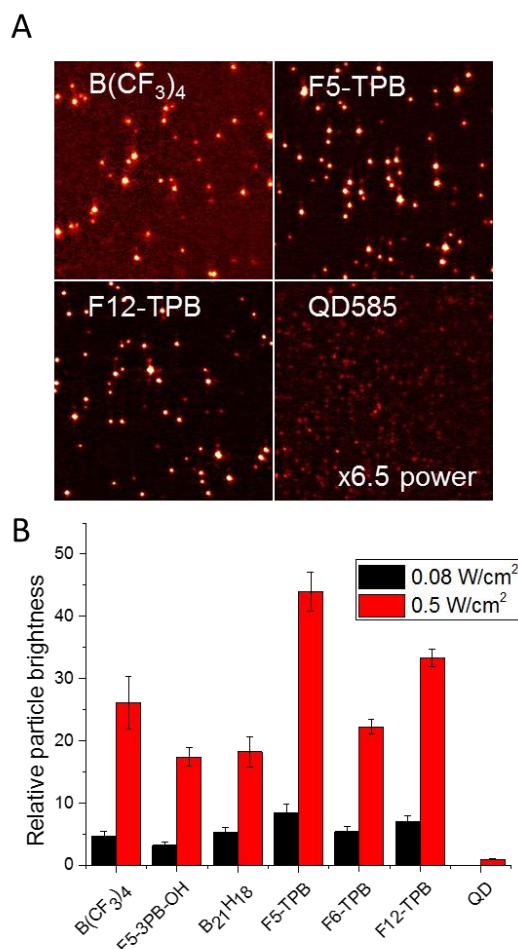 A
B(CF₃)₄
F5-TPB
F12-TPB
QD585
x6.5 power
B
Relative particle brightness
50
40
30
20
10
0
0.08 W/cm²
0.5 W/cm²
B(CF₃)4
F5-3PB-OH
B₂₁H₁₈
F5-TPB
F6-TPB
F12-TPB
QD